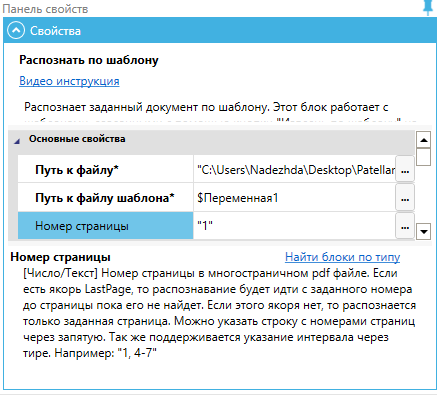 Панель свойств
Свойства
Распознать по шаблону
Видео инструкция
Распознает заданный документ по шаблону. Этот блок работает с
Основные свойства
Путь к файлу* "C:\Users\Nadezhda\Desktop\Patellar ...
Путь к файлу шаблона* $Переменная1 ...
Номер страницы "1" ...
Номер страницы Найти блоки по типу
[Число/Текст] Номер страницы в многостраничном pdf файле. Если
есть якорь LastPage, то распознавание будет идти с заданного номера
до страницы пока его не найдет. Если этого якоря нет, то распознается
только заданная страница. Можно указать строку с номерами страниц
через запятую. Так же поддерживается указание интервала через
тире. Например: "1, 4-7"